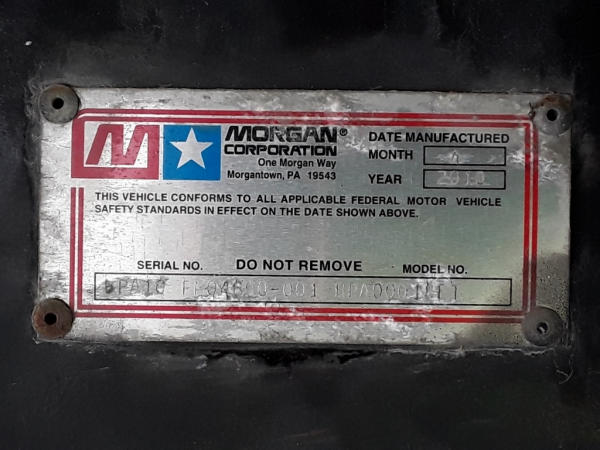 M
MORGAN®
CORPORATION
One Morgan Way
Morgantown, PA 19543
DATE MANUFACTURED
MONTH
YEAR
THIS VEHICLE CONFORMS TO ALL APPLICABLE FEDERAL MOTOR VEHICLE
SAFETY STANDARDS IN EFFECT ON THE DATE SHOWN ABOVE.
SERIAL NO. DO NOT REMOVE MODEL NO.